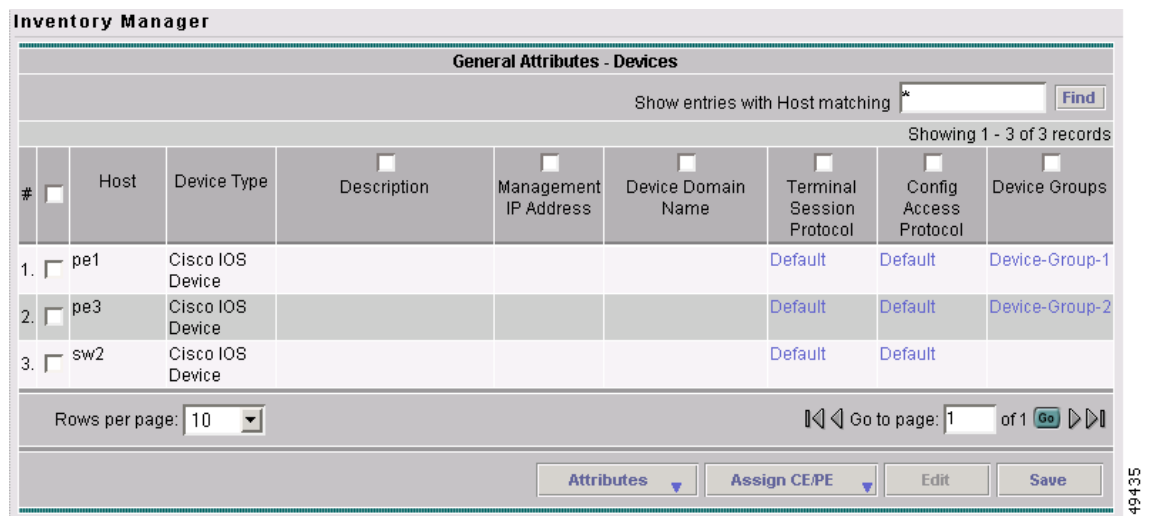 Inventory Manager
General Attributes - Devices
Show entries with Host matching * Find
Showing 1 - 3 of 3 records
# Host Device Type Description Management IP Address Device Domain Name Terminal Session Protocol Config Access Protocol Device Groups
1. pe1 Cisco IOS Device Default Default Device-Group-1
2. pe3 Cisco IOS Device Default Default Device-Group-2
3. sw2 Cisco IOS Device Default Default
Rows per page: 10 Go to page: 1 of 1 Go
Attributes Assign CE/PE Edit Save
49435